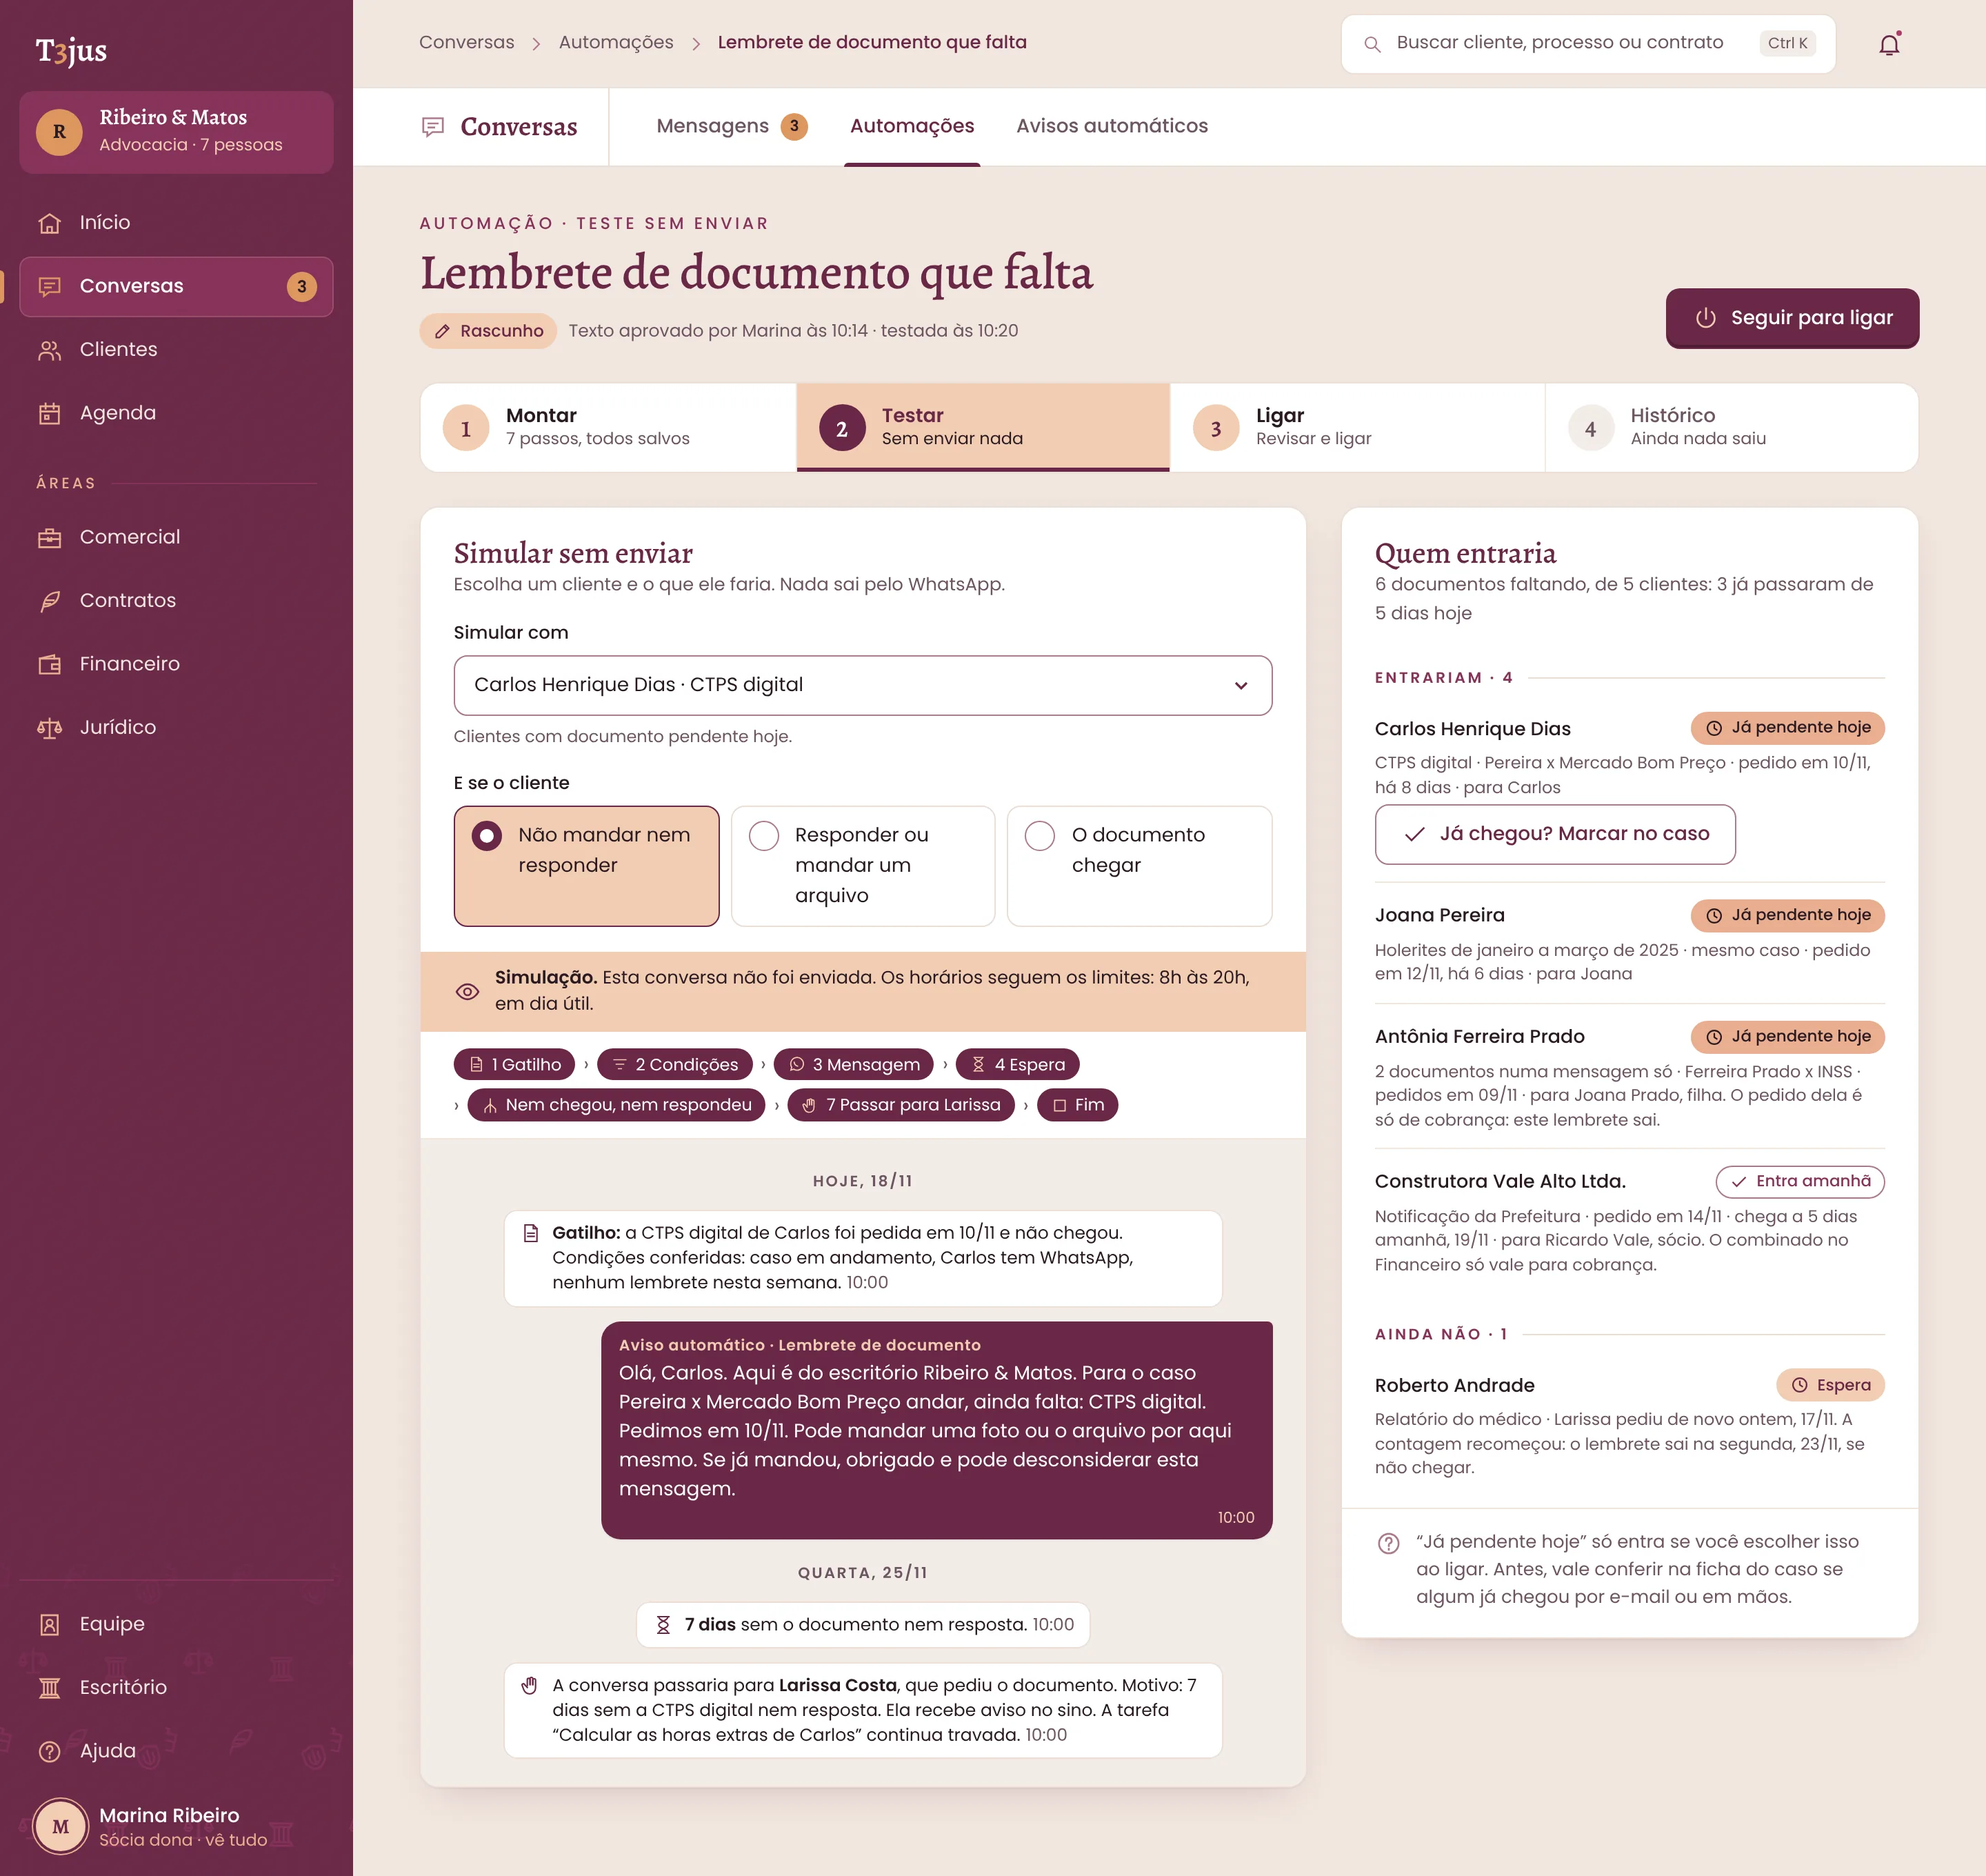 T3jus
R
Ribeiro & Matos
Advocacia · 7 pessoas
Início
Conversas
3
Clientes
Agenda
ÁREAS
Comercial
Contratos
Financeiro
Jurídico
Equipe
Escritório
Ajuda
M
Marina Ribeiro
Sócia dona · vê tudo
Conversas
Automações
Lembrete de documento que falta
Buscar cliente, processo ou contrato
Ctrl K
Conversas
Mensagens 3
Automações
Avisos automáticos
AUTOMAÇÃO · TESTE SEM ENVIAR
Lembrete de documento que falta
Rascunho
Texto aprovado por Marina às 10:14 · testada às 10:20
Seguir para ligar
1
Montar
7 passos, todos salvos
2
Testar
Sem enviar nada
3
Ligar
Revisar e ligar
4
Histórico
Ainda nada saiu
Simular sem enviar
Escolha um cliente e o que ele faria. Nada sai pelo WhatsApp.
Simular com
Carlos Henrique Dias · CTPS digital
Clientes com documento pendente hoje.
E se o cliente
Não mandar nem
responder
Responder ou
mandar um
arquivo
O documento
chegar
Simulação. Esta conversa não foi enviada. Os horários seguem os limites: 8h às 20h,
em dia útil.
1 Gatilho › 2 Condições › 3 Mensagem › 4 Espera
› Nem chegou, nem respondeu › 7 Passar para Larissa › Fim
HOJE, 18/11
Gatilho: a CTPS digital de Carlos foi pedida em 10/11 e não chegou.
Condições conferidas: caso em andamento, Carlos tem WhatsApp,
nenhum lembrete nesta semana. 10:00
Aviso automático · Lembrete de documento
Olá, Carlos. Aqui é do escritório Ribeiro & Matos. Para o caso
Pereira x Mercado Bom Preço andar, ainda falta: CTPS digital.
Pedimos em 10/11. Pode mandar uma foto ou o arquivo por aqui
mesmo. Se já mandou, obrigado e pode desconsiderar esta
mensagem.
10:00
QUARTA, 25/11
7 dias sem o documento nem resposta. 10:00
A conversa passaria para Larissa Costa, que pediu o documento. Motivo: 7
dias sem a CTPS digital nem resposta. Ela recebe aviso no sino. A tarefa
“Calcular as horas extras de Carlos” continua travada. 10:00
Quem entraria
6 documentos faltando, de 5 clientes: 3 já passaram de
5 dias hoje
ENTRARIAM · 4
Carlos Henrique Dias
Já pendente hoje
CTPS digital · Pereira x Mercado Bom Preço · pedido em 10/11,
há 8 dias · para Carlos
Já chegou? Marcar no caso
Joana Pereira
Já pendente hoje
Holerites de janeiro a março de 2025 · mesmo caso · pedido
em 12/11, há 6 dias · para Joana
Antônia Ferreira Prado
Já pendente hoje
2 documentos numa mensagem só · Ferreira Prado x INSS ·
pedidos em 09/11 · para Joana Prado, filha. O pedido dela é
só de cobrança: este lembrete sai.
Construtora Vale Alto Ltda.
Entra amanhã
Notificação da Prefeitura · pedido em 14/11 · chega a 5 dias
amanhã, 19/11 · para Ricardo Vale, sócio. O combinado no
Financeiro só vale para cobrança.
AINDA NÃO · 1
Roberto Andrade
Espera
Relatório do médico · Larissa pediu de novo ontem, 17/11. A
contagem recomeçou: o lembrete sai na segunda, 23/11, se
não chegar.
“Já pendente hoje” só entra se você escolher isso
ao ligar. Antes, vale conferir na ficha do caso se
algum já chegou por e-mail ou em mãos.